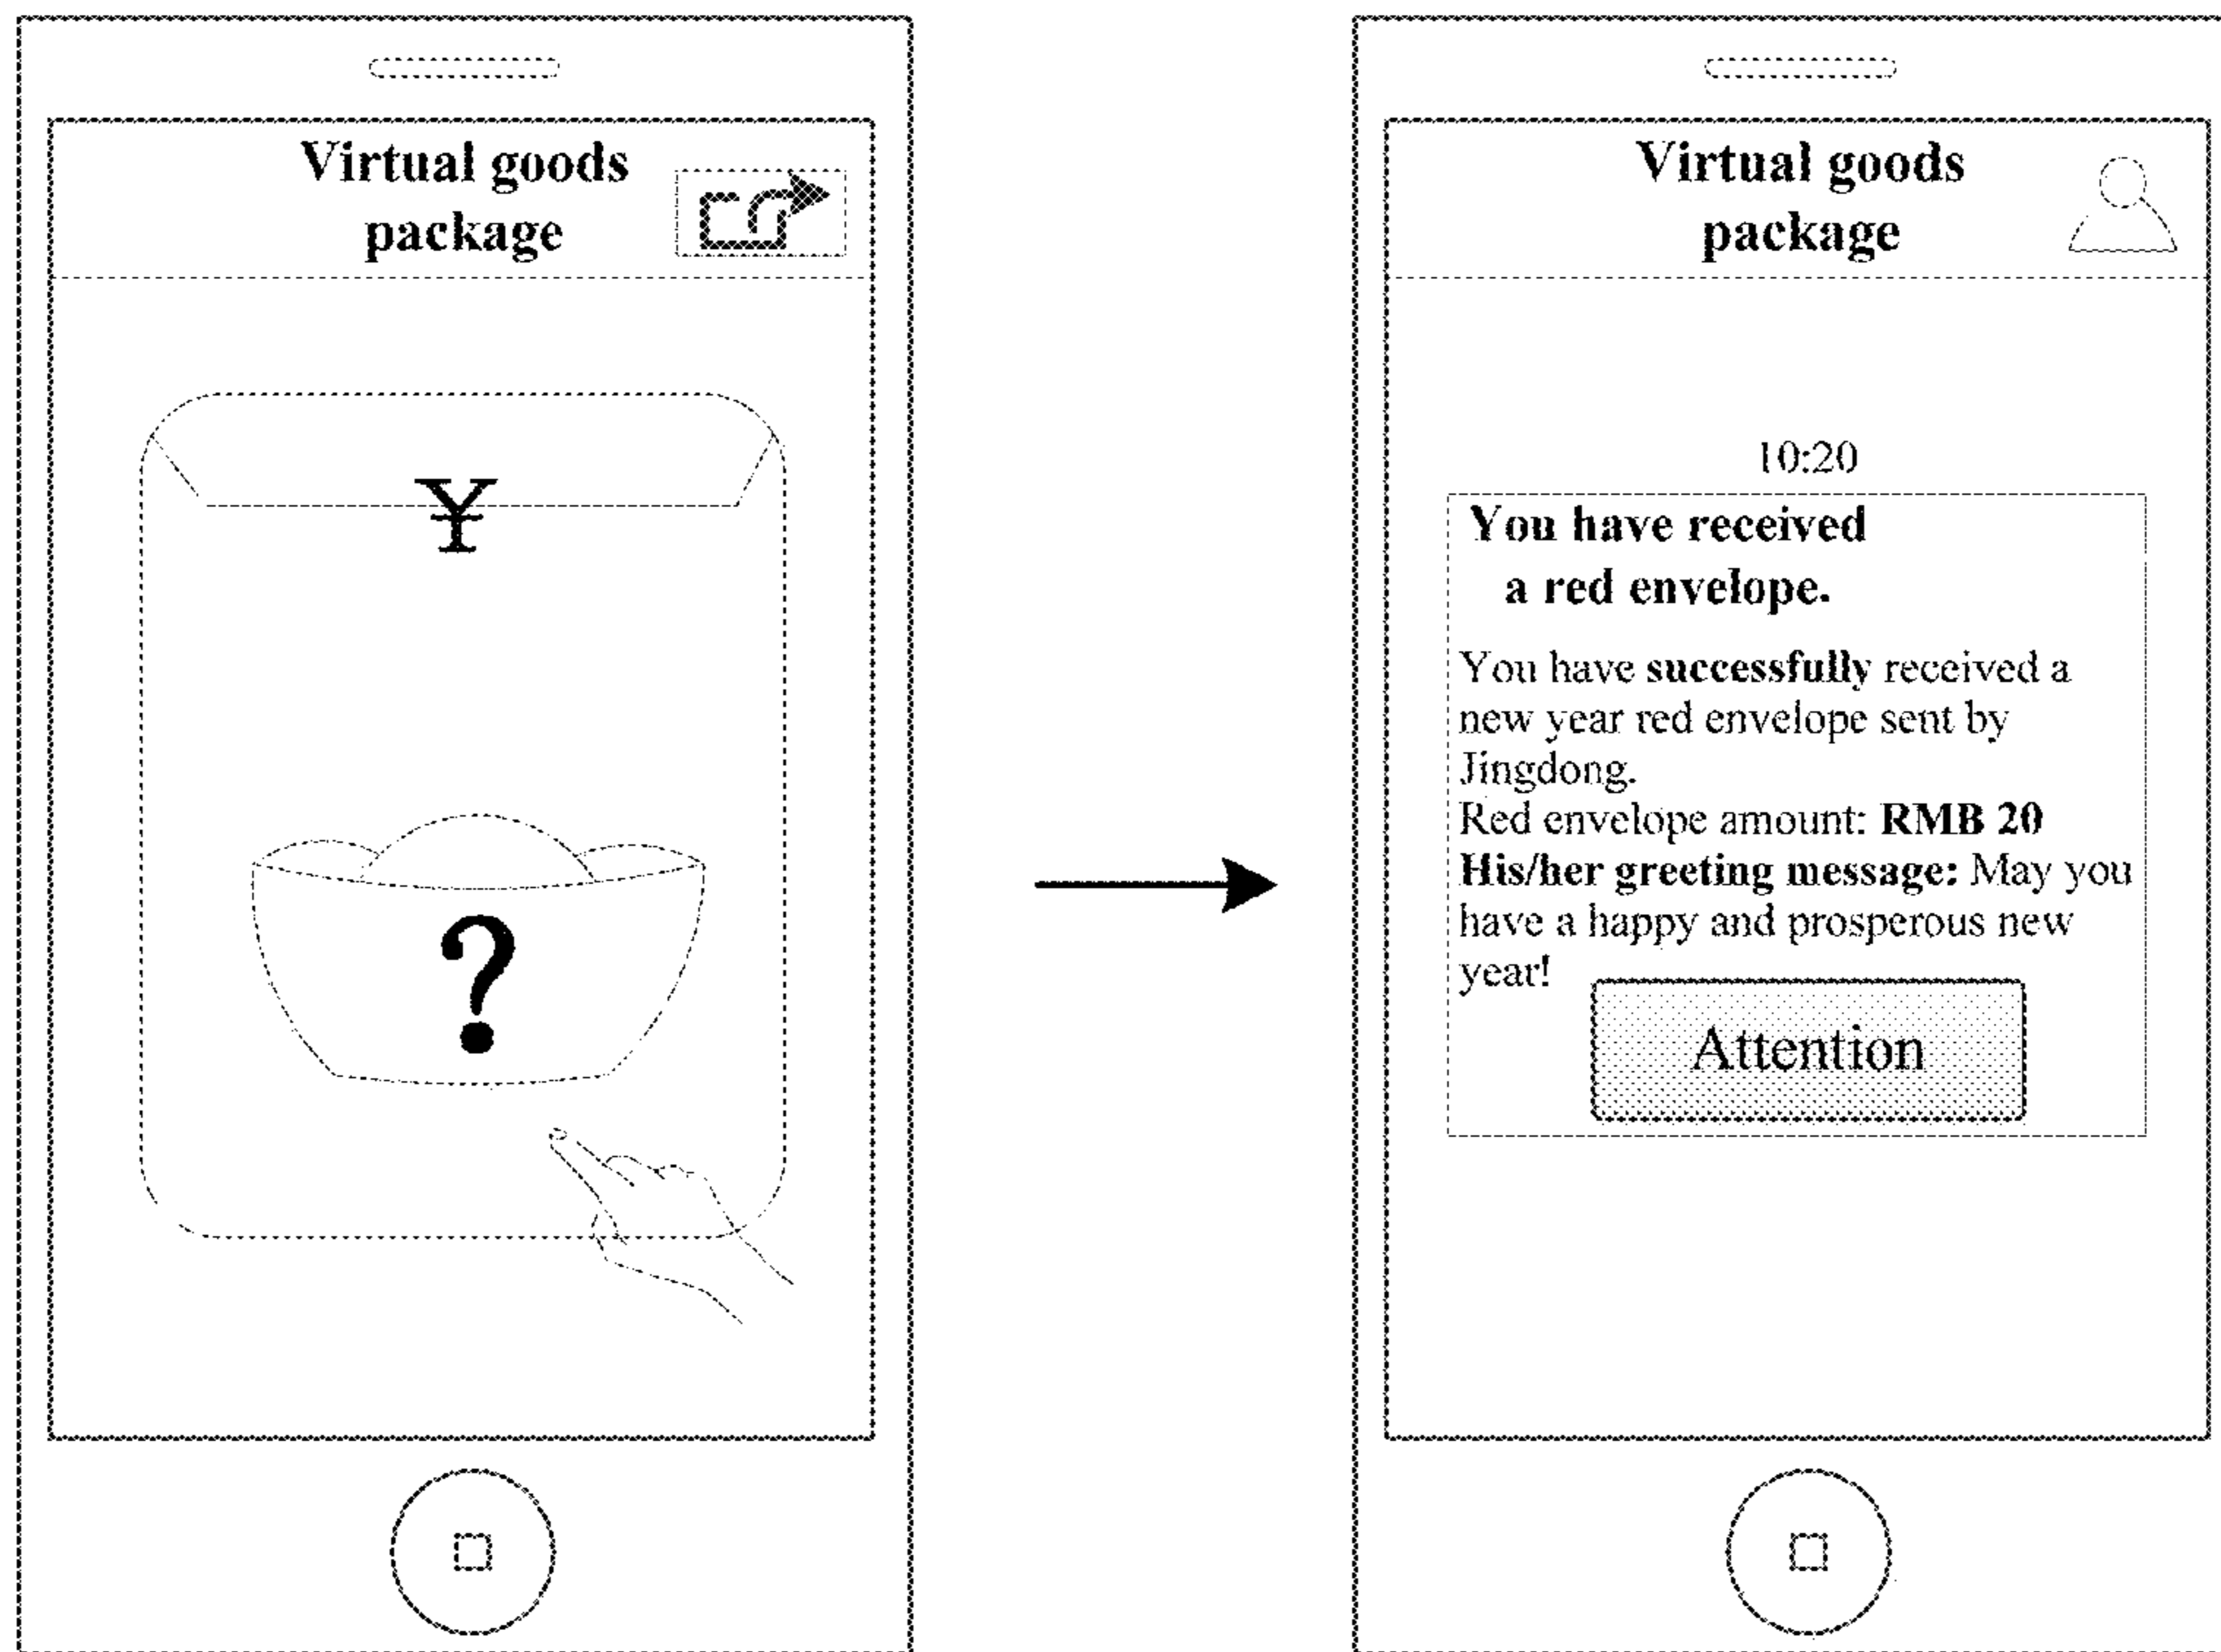 Virtual goods
package
¥
?
Virtual goods
package
10:20
You have received
a red envelope.
You have successfully received a
new year red envelope sent by
Jingdong.
Red envelope amount: RMB 20
His/her greeting message: May you
have a happy and prosperous new
year!
Attention